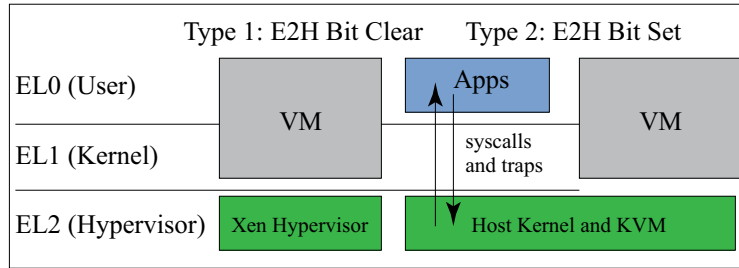 Type 1: E2H Bit Clear Type 2: E2H Bit Set
EL0 (User)
Apps
VM
VM
EL1 (Kernel)
syscalls
and traps
EL2 (Hypervisor)
Xen Hypervisor
Host Kernel and KVM